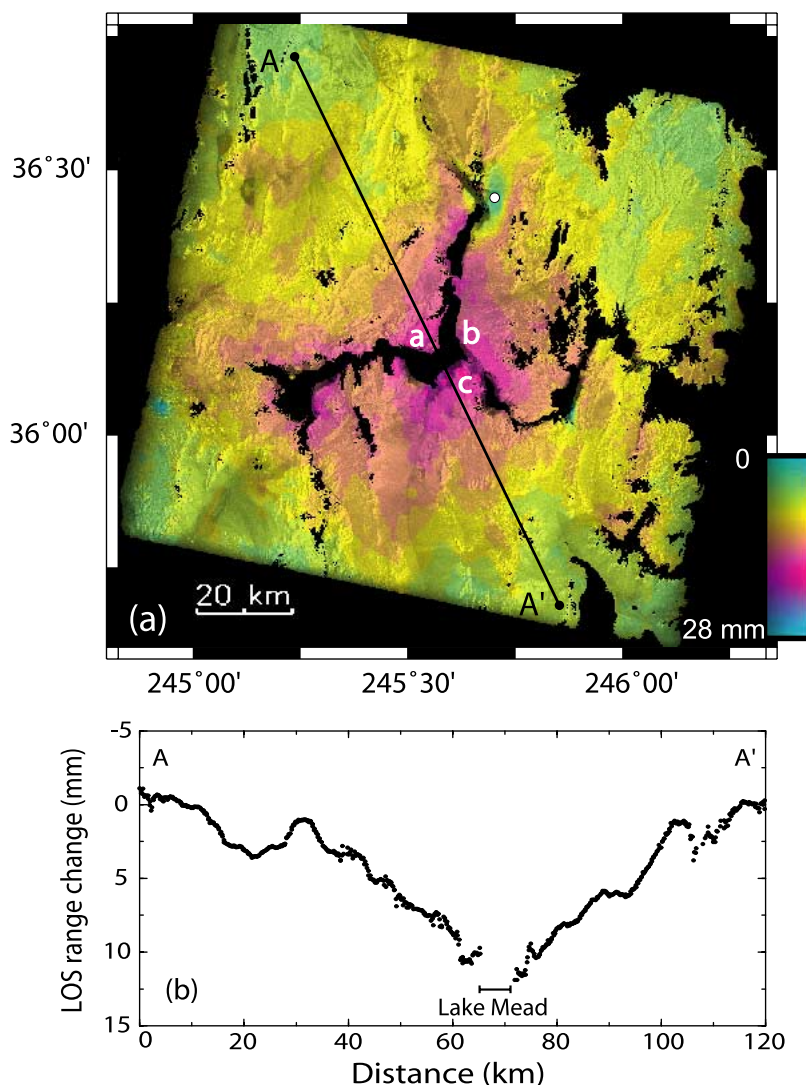 A
36°30'
a
b
c
36°00'
0
A'
20 km
(a)
28 mm
245°00'
245°30'
246°00'
-5
A
A'
0
LOS range change (mm)
5
10
(b)
Lake Mead
15
0
20
40
60
80
100
120
Distance (km)